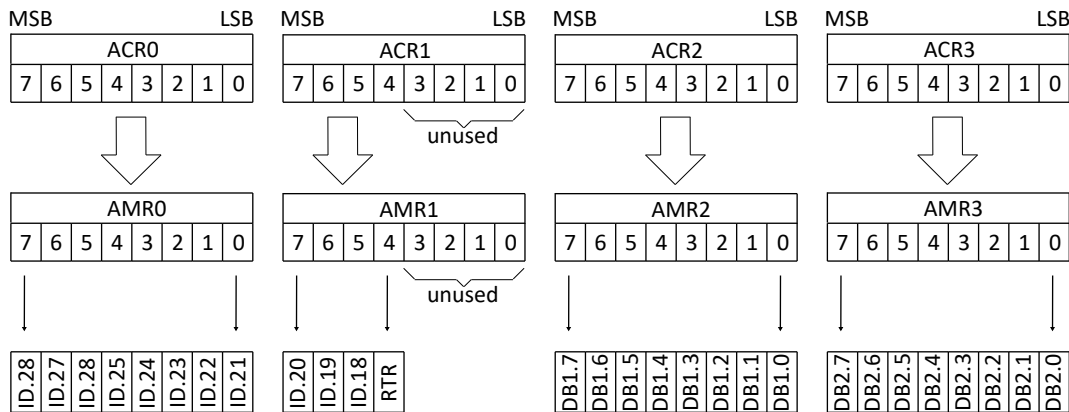 MSB LSB MSB LSB MSB LSB MSB LSB
ACR0 ACR1 ACR2 ACR3
7 6 5 4 3 2 1 0 7 6 5 4 3 2 1 0 7 6 5 4 3 2 1 0 7 6 5 4 3 2 1 0
unused
AMR0 AMR1 AMR2 AMR3
7 6 5 4 3 2 1 0 7 6 5 4 3 2 1 0 7 6 5 4 3 2 1 0 7 6 5 4 3 2 1 0
unused
ID.28 ID.27 ID.28 ID.25 ID.24 ID.23 ID.22 ID.21 ID.20 ID.19 ID.18 RTR DB1.7 DB1.6 DB1.5 DB1.4 DB1.3 DB1.2 DB1.1 DB1.0 DB2.7 DB2.6 DB2.5 DB2.4 DB2.3 DB2.2 DB2.1 DB2.0